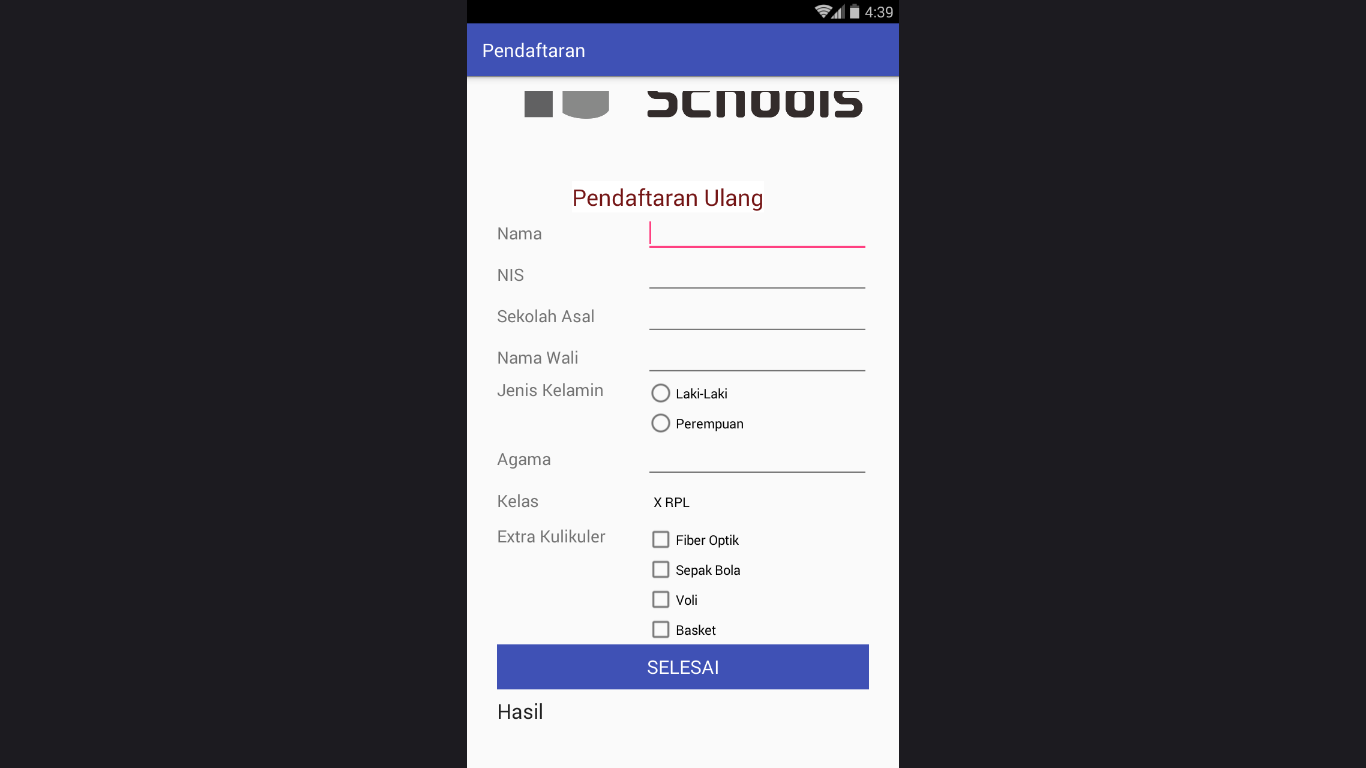 4:39
Pendaftaran
Schools
Pendaftaran Ulang
Nama
NIS
Sekolah Asal
Nama Wali
Jenis Kelamin
Laki-Laki
Perempuan
Agama
Kelas
X RPL
Extra Kulikuler
Fiber Optik
Sepak Bola
Voli
Basket
SELESAI
Hasil